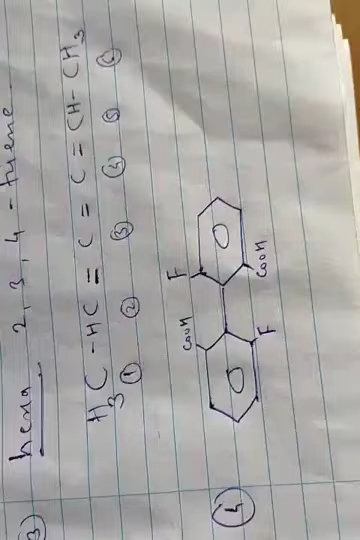 3) hexa 2, 3, 4 - triene
H3C - HC = C = C = CH - CH3
① ② ③ ④ ⑤ ⑥
④
COOH F
F COOH